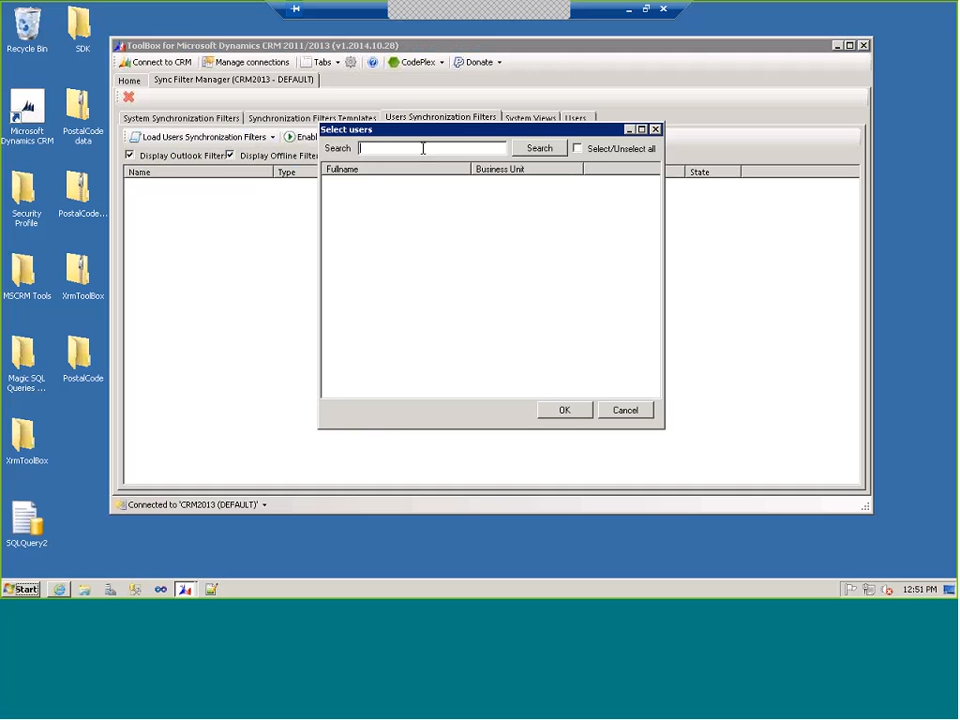 Recycle Bin
SDK
Microsoft
Dynamics CRM
PostalCode
data
Security
Profile
PostalCode...
MSCRM Tools
XrmToolBox
Magic SQL
Queries ...
PostalCode
XrmToolBox
SQLQuery2
ToolBox for Microsoft Dynamics CRM 2011/2013 (v1.2014.10.28)
Connect to CRM Manage connections Tabs CodePlex Donate
Home Sync Filter Manager (CRM2013 - DEFAULT)
System Synchronization Filters Synchronization Filters Templates Users Synchronization Filters System Views Users
Load Users Synchronization Filters Enab
Display Outlook Filter Display Offline Filter
Name Type State
Select users
Search Search Select/Unselect all
Fullname Business Unit
OK Cancel
Connected to 'CRM2013 (DEFAULT)'
Start 12:51 PM